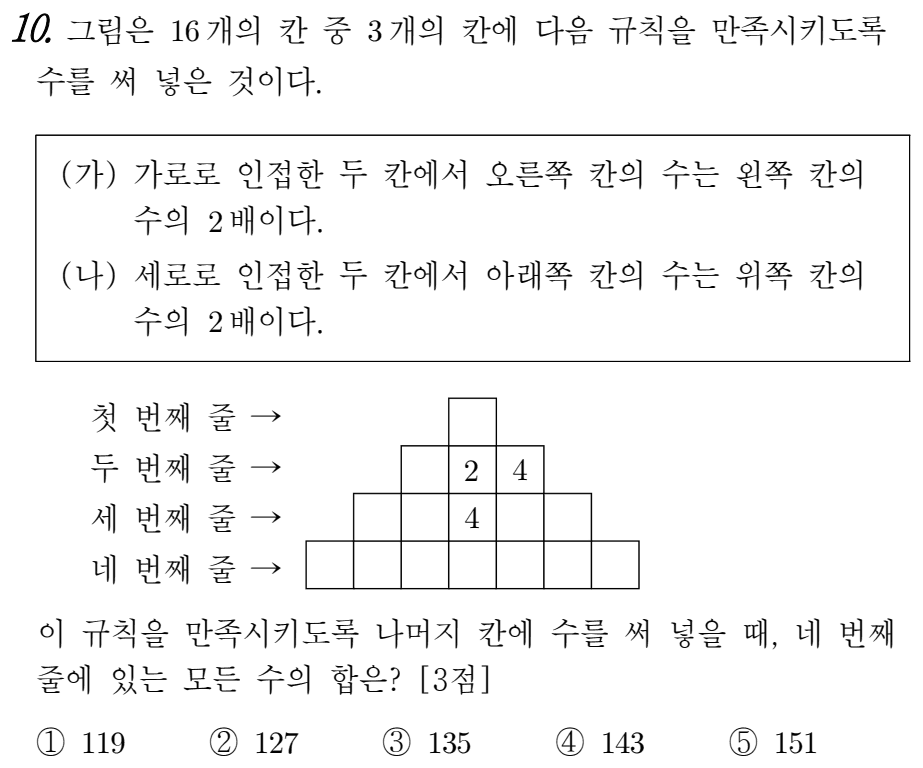 10. 그림은 16개의 칸 중 3개의 칸에 다음 규칙을 만족시키도록
수를 써 넣은 것이다.
(가) 가로로 인접한 두 칸에서 오른쪽 칸의 수는 왼쪽 칸의
수의 2배이다.
(나) 세로로 인접한 두 칸에서 아래쪽 칸의 수는 위쪽 칸의
수의 2배이다.
첫 번째 줄 →
두 번째 줄 → 2 4
세 번째 줄 → 4
네 번째 줄 →
이 규칙을 만족시키도록 나머지 칸에 수를 써 넣을 때, 네 번째
줄에 있는 모든 수의 합은? [3점]
① 119 ② 127 ③ 135 ④ 143 ⑤ 151